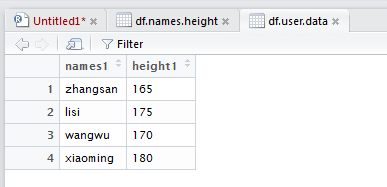 Untitled1* df.names.height df.user.data
Filter
names1 height1
1 zhangsan 165
2 lisi 175
3 wangwu 170
4 xiaoming 180